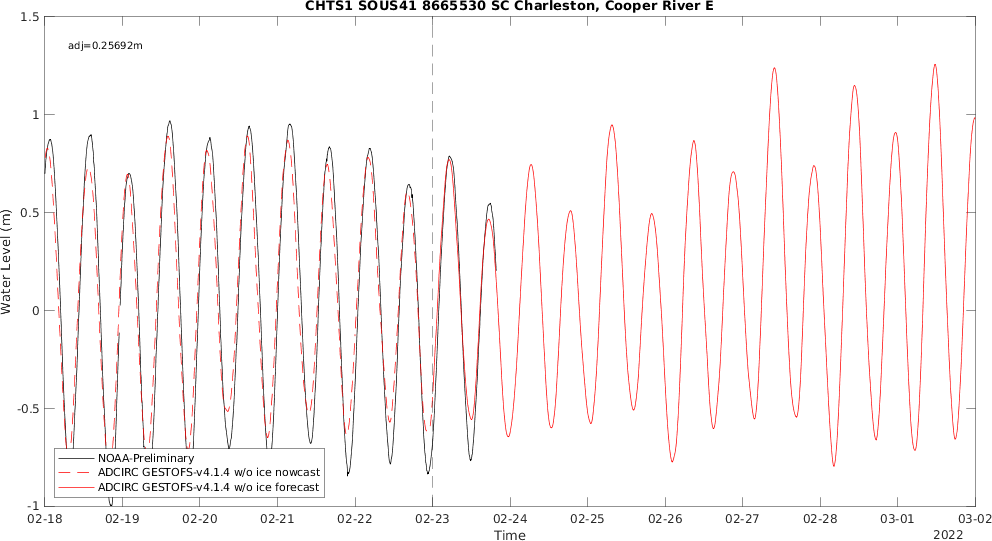 CHTS1 SOUS41 8665530 SC Charleston, Cooper River E
adj=0.25692m
1.5
1
0.5
0
-0.5
-1
Water Level (m)
NOAA-Preliminary
ADCIRC GESTOFS-v4.1.4 w/o ice nowcast
ADCIRC GESTOFS-v4.1.4 w/o ice forecast
02-18 02-19 02-20 02-21 02-22 02-23 02-24 02-25 02-26 02-27 02-28 03-01 03-02
Time
2022